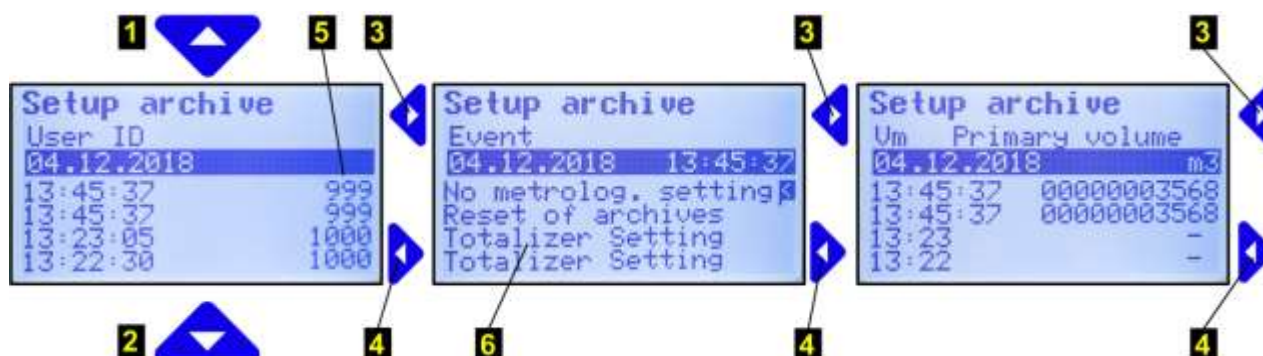 1
5
3
3
3
Setup archive
User ID
04.12.2018
13:45:37 999
13:45:37 999
13:23:05 1000
13:22:30 1000
Setup archive
Event
04.12.2018 13:45:37
No metrolog. setting
Reset of archives
Totalizer Setting
Totalizer Setting
Setup archive
Vm Primary volume
04.12.2018 m3
13:45:37 00000003568
13:45:37 00000003568
13:23 -
13:22 -
2
4
6
4
4